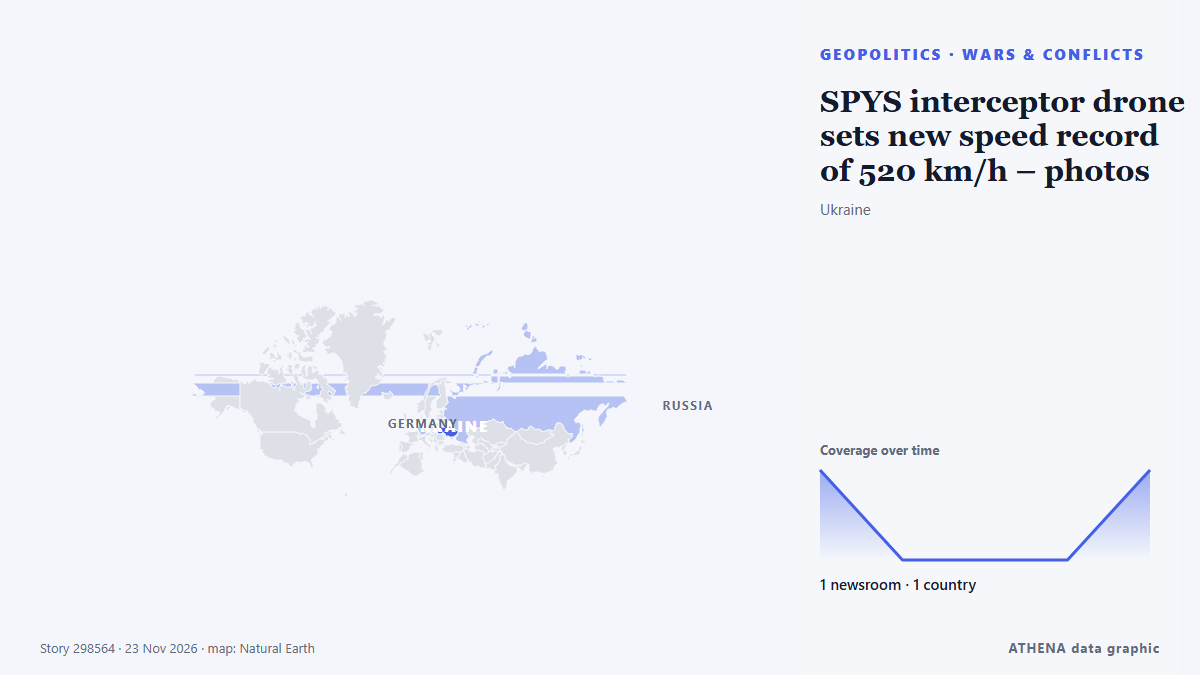 GEOPOLITICS · WARS & CONFLICTS
SPYS interceptor drone
sets new speed record
of 520 km/h – photos
Ukraine
RUSSIA
GERMANY
Coverage over time
1 newsroom · 1 country
Story 298564 · 23 Nov 2026 · map: Natural Earth
ATHENA data graphic